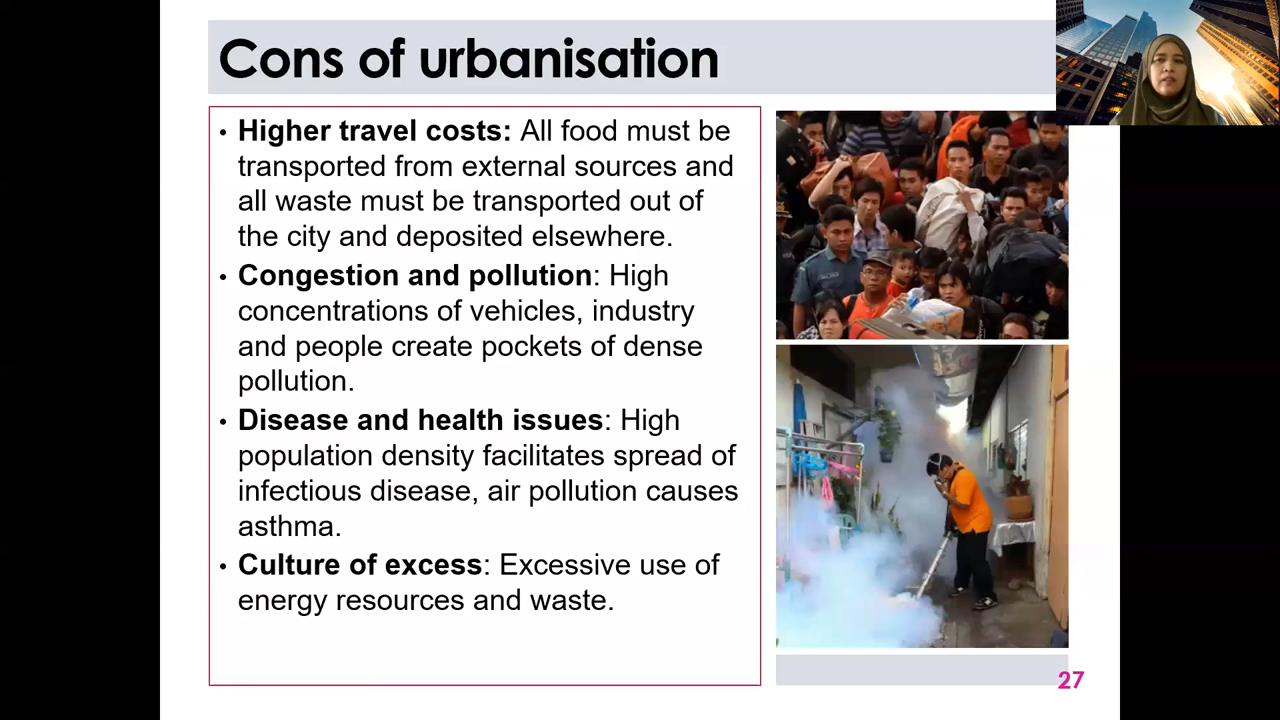 Cons of urbanisation
• Higher travel costs: All food must be
transported from external sources and
all waste must be transported out of
the city and deposited elsewhere.
• Congestion and pollution: High
concentrations of vehicles, industry
and people create pockets of dense
pollution.
• Disease and health issues: High
population density facilitates spread of
infectious disease, air pollution causes
asthma.
• Culture of excess: Excessive use of
energy resources and waste.
27